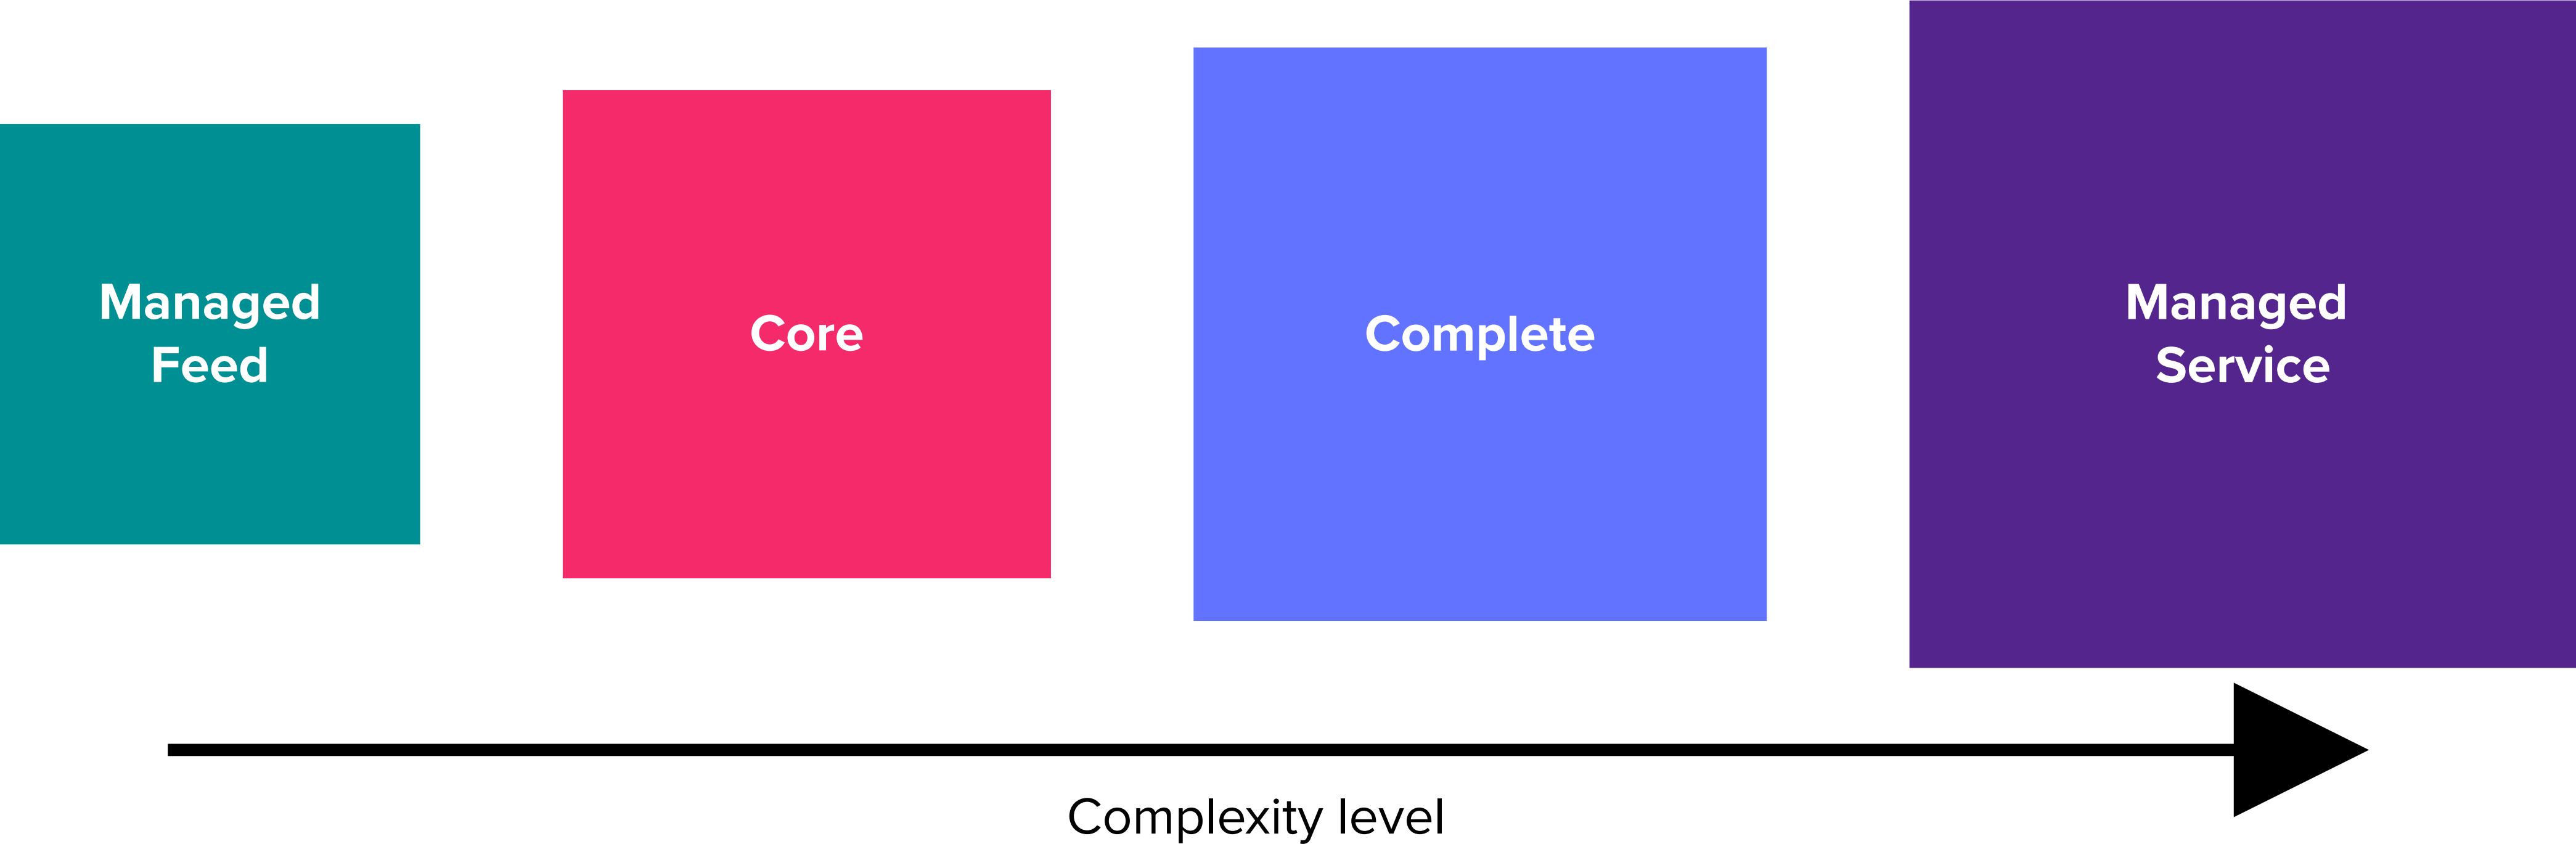 Managed
Feed
Core
Complete
Managed
Service
Complexity level